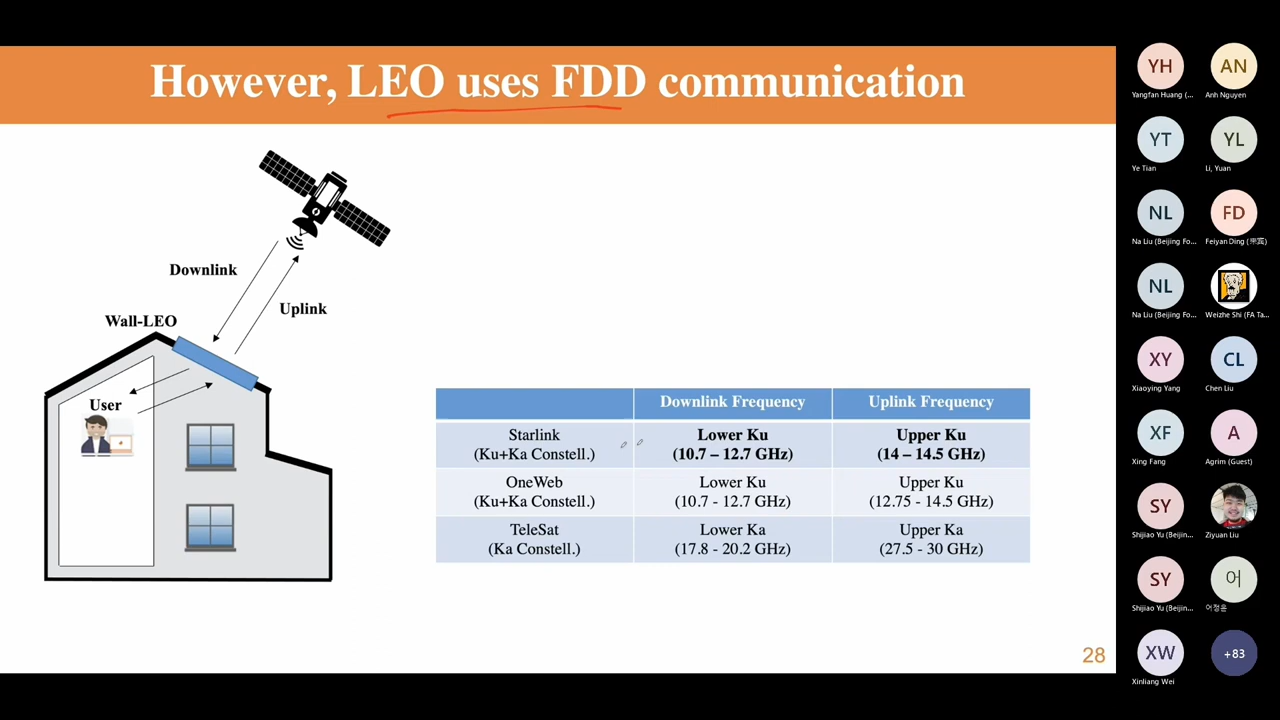 However, LEO uses FDD communication
Downlink
Uplink
Wall-LEO
User
Downlink Frequency
Uplink Frequency
Starlink
(Ku+Ka Constell.)
Lower Ku
(10.7 – 12.7 GHz)
Upper Ku
(14 – 14.5 GHz)
OneWeb
(Ku+Ka Constell.)
Lower Ku
(10.7 - 12.7 GHz)
Upper Ku
(12.75 - 14.5 GHz)
TeleSat
(Ka Constell.)
Lower Ka
(17.8 - 20.2 GHz)
Upper Ka
(27.5 - 30 GHz)
28
YH
Yangfan Huang (...
AN
Anh Nguyen
YT
Ye Tian
YL
Li, Yuan
NL
Na Liu (Beijing Fo...
FD
Feiyan Ding (
NL
Na Liu (Beijing Fo...
Weizhe Shi (FA Ta...
XY
Xiaoying Yang
CL
Chen Liu
XF
Xing Fang
A
Agrim (Guest)
SY
Shijiao Yu (Beijin...
Ziyuan Liu
SY
Shijiao Yu (Beijin...
어
어정윤
XW
Xinliang Wei
+83